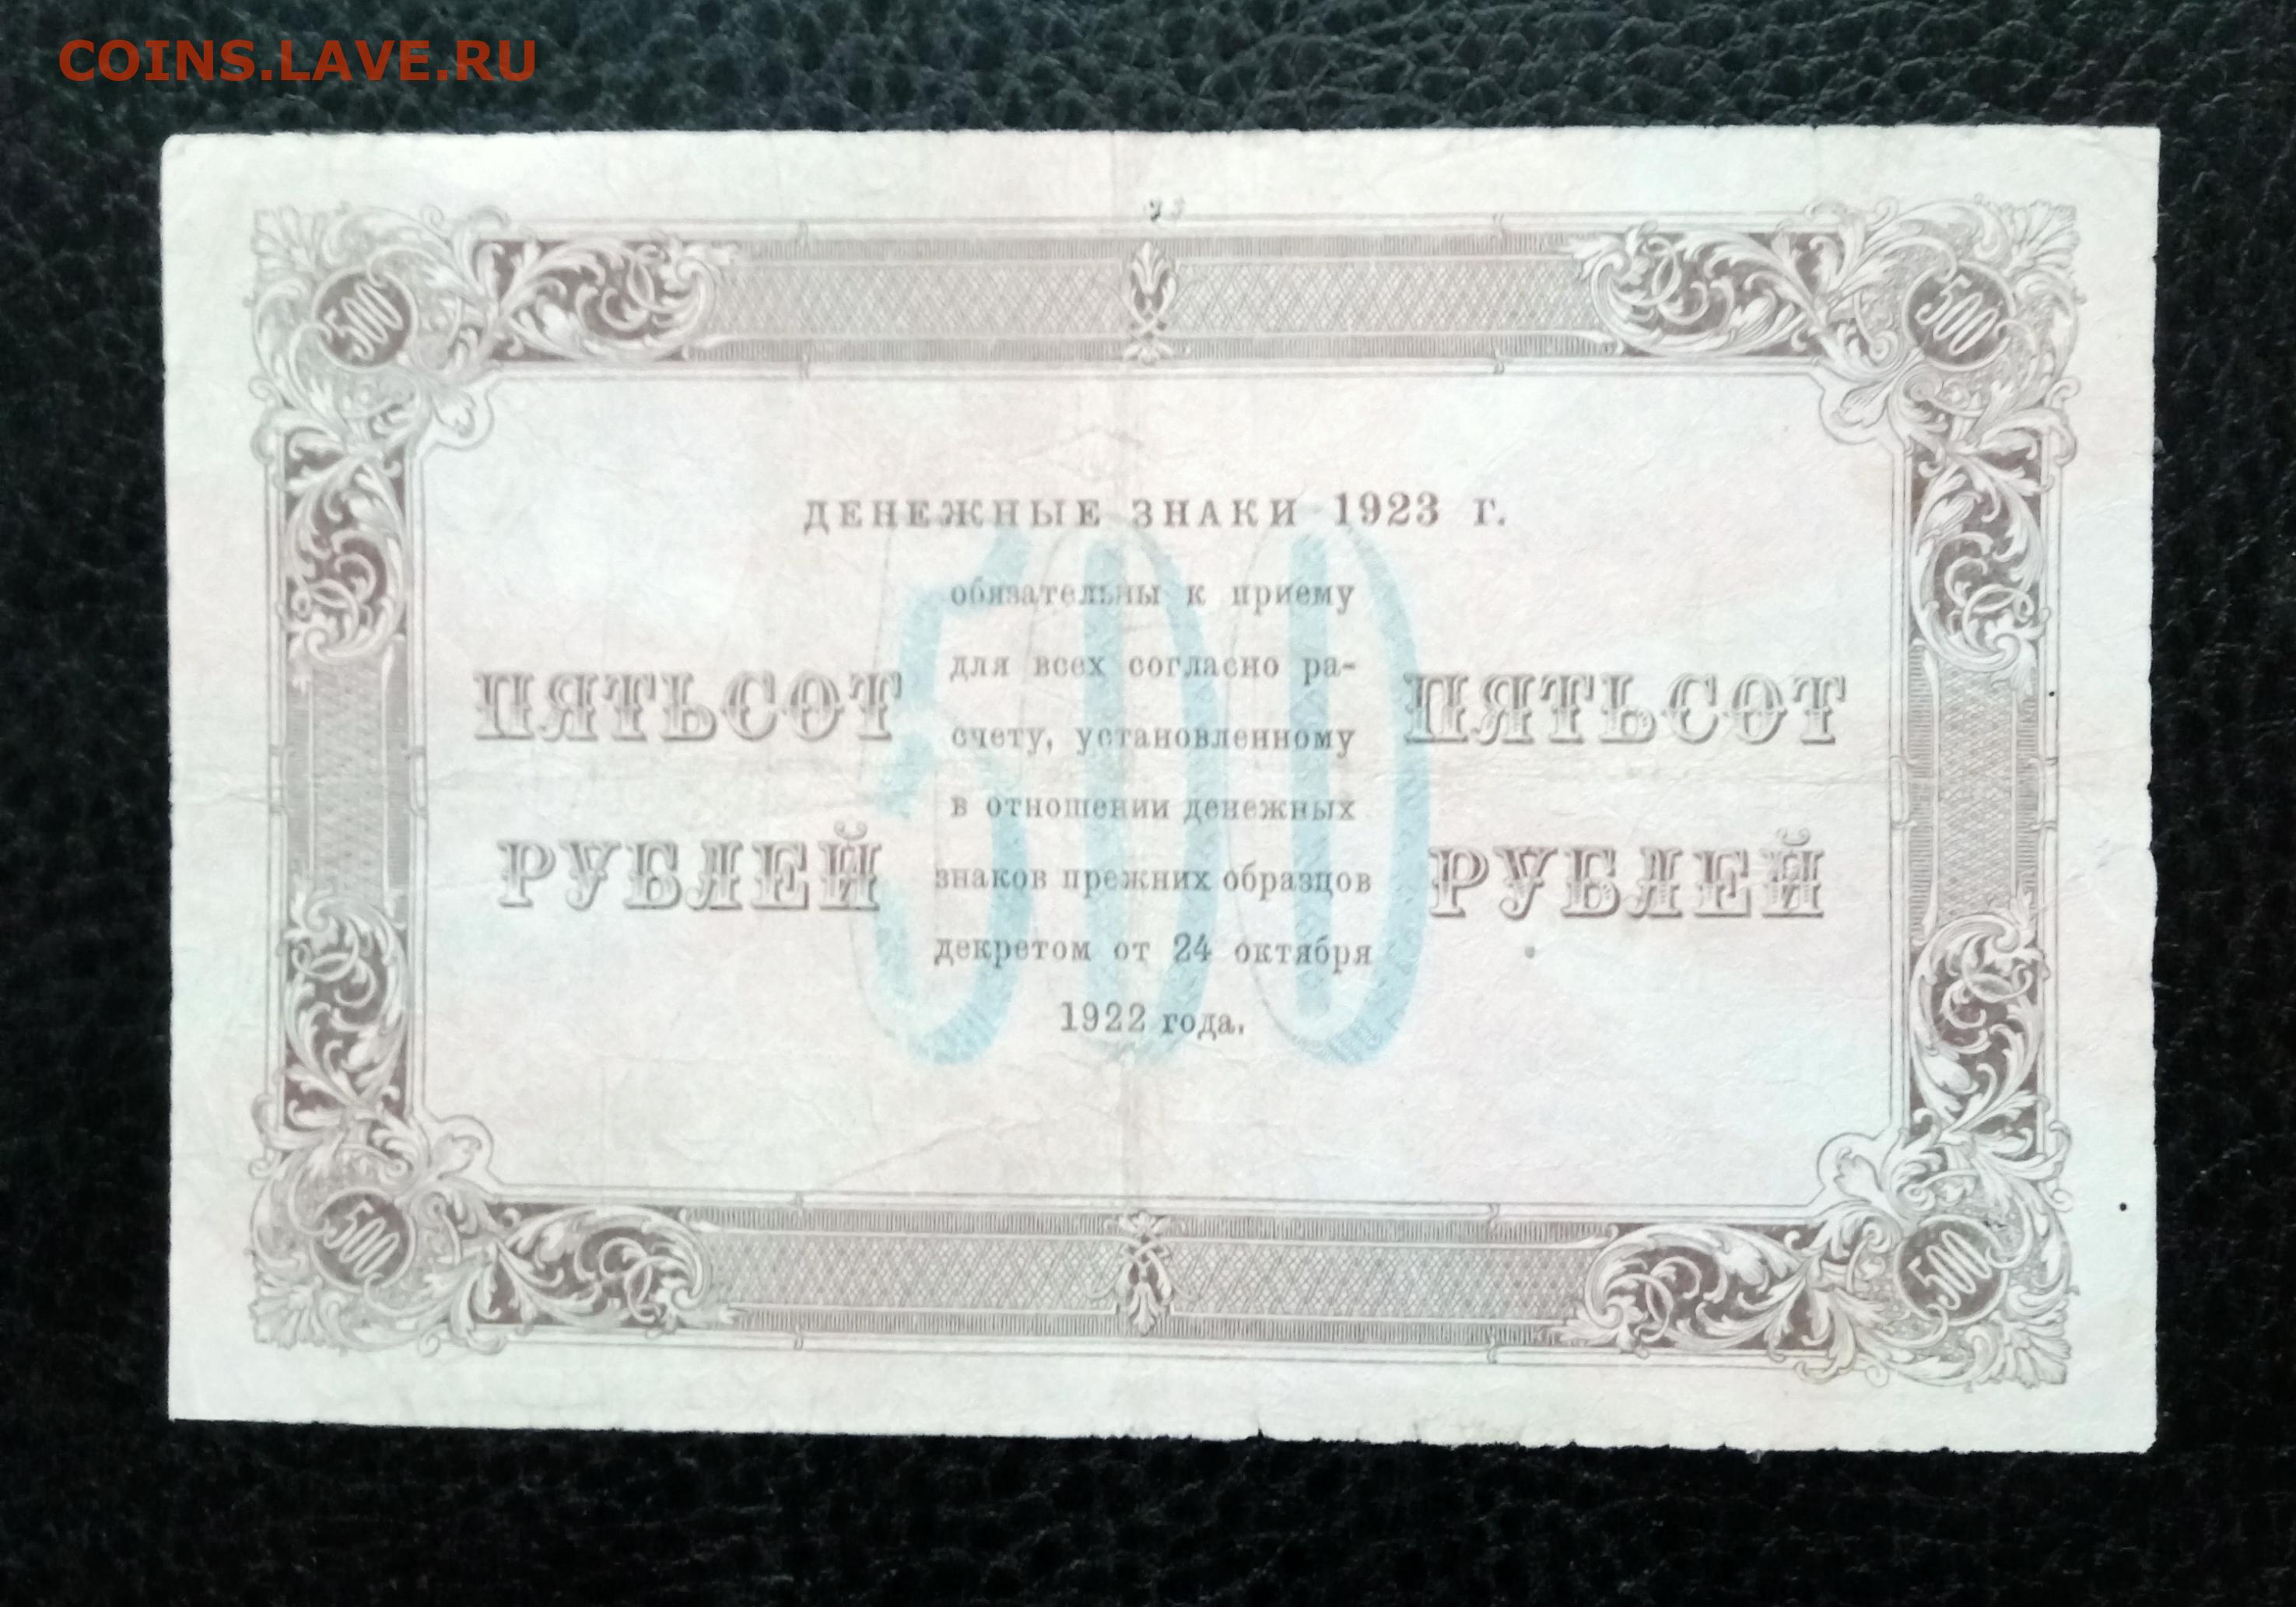 COINS.LAVE.RU
500 500
ДЕНЕЖНЫЕ ЗНАКИ 1923 Г.
обязательны к приему
для всех согласно ра-
счету, установленному
в отношении денежных
знаков прежних образцов
декретом от 24 октября
1922 года.
ПЯТЬСОТ
РУБЛЕЙ
500
ПЯТЬСОТ
РУБЛЕЙ
500 500